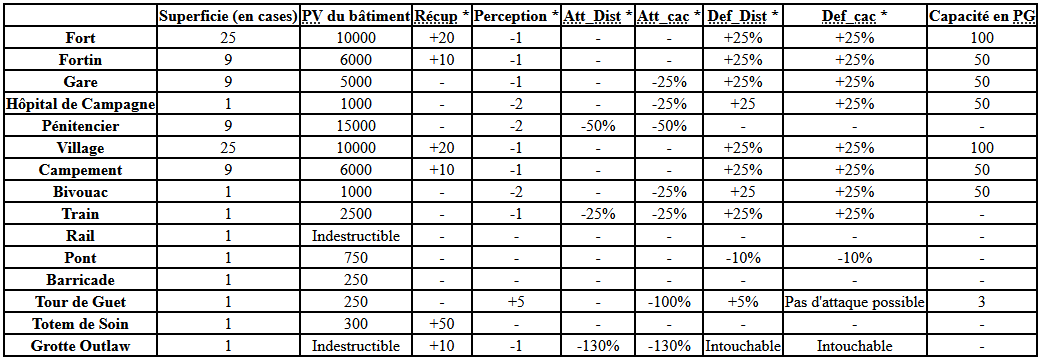 Superficie (en cases) PV du bâtiment Récup * Perception * Att_Dist * Att_cac * Def_Dist * Def_cac * Capacité en PG
Fort 25 10000 +20 -1 - - +25% +25% 100
Fortin 9 6000 +10 -1 - - +25% +25% 50
Gare 9 5000 - -1 - -25% +25% +25% 50
Hôpital de Campagne 1 1000 - -2 - -25% +25 +25% 50
Pénitencier 9 15000 - -2 -50% -50% - - -
Village 25 10000 +20 -1 - - +25% +25% 100
Campement 9 6000 +10 -1 - - +25% +25% 50
Bivouac 1 1000 - -2 - -25% +25 +25% 50
Train 1 2500 - -1 -25% -25% +25% +25% -
Rail 1 Indestructible - - - - - - -
Pont 1 750 - - - - -10% -10% -
Barricade 1 250 - - - - - - -
Tour de Guet 1 250 - +5 - -100% +5% Pas d'attaque possible 3
Totem de Soin 1 300 +50 - - - - - -
Grotte Outlaw 1 Indestructible +10 -1 -130% -130% Intouchable Intouchable -